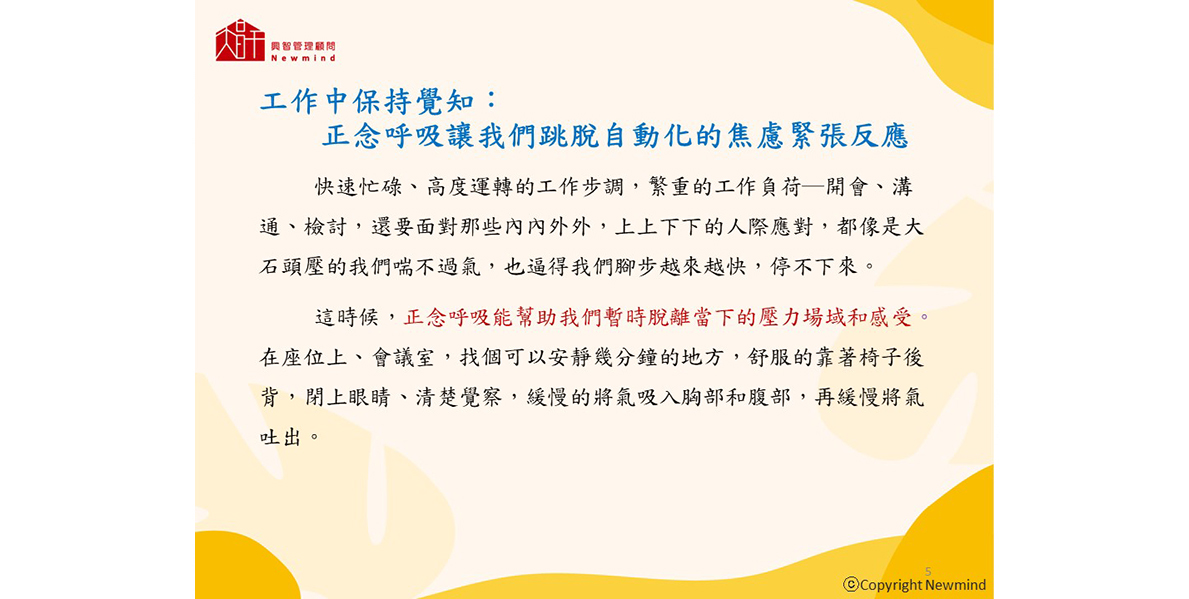 興智管理顧問
Newmind
工作中保持覺知：
正念呼吸讓我們跳脫自動化的焦慮緊張反應
快速忙碌、高度運轉的工作步調，繁重的工作負荷─開會、溝
通、檢討，還要面對那些內內外外，上上下下的人際應對，都像是大
石頭壓的我們喘不過氣，也逼得我們腳步越來越快，停不下來。
這時候，正念呼吸能幫助我們暫時脫離當下的壓力場域和感受。
在座位上、會議室，找個可以安靜幾分鐘的地方，舒服的靠著椅子後
背，閉上眼睛、清楚覺察，緩慢的將氣吸入胸部和腹部，再緩慢將氣
吐出。
5
©Copyright Newmind